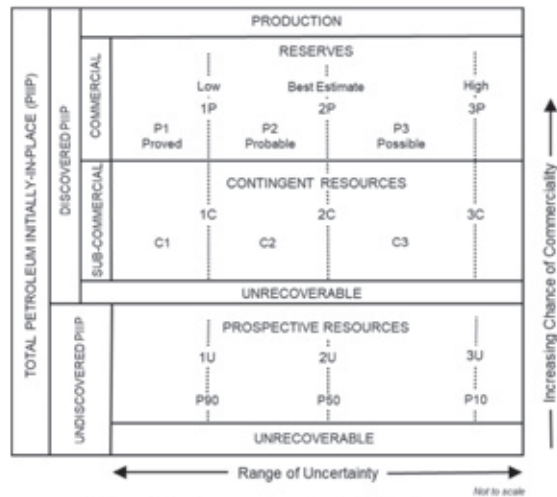 PRODUCTION
RESERVES
Low Best Estimate High
1P 2P 3P
P1 P2 P3
Proved Probable Possible
CONTINGENT RESOURCES
1C 2C 3C
C1 C2 C3
UNRECOVERABLE
PROSPECTIVE RESOURCES
1U 2U 3U
P90 P50 P10
UNRECOVERABLE
TOTAL PETROLEUM INITIALLY-IN-PLACE (PIIP)
DISCOVERED PIIP
UNDISCOVERED PIIP
COMMERCIAL
SUB-COMMERCIAL
Increasing Chance of Commerciality
Range of Uncertainty
Not to scale